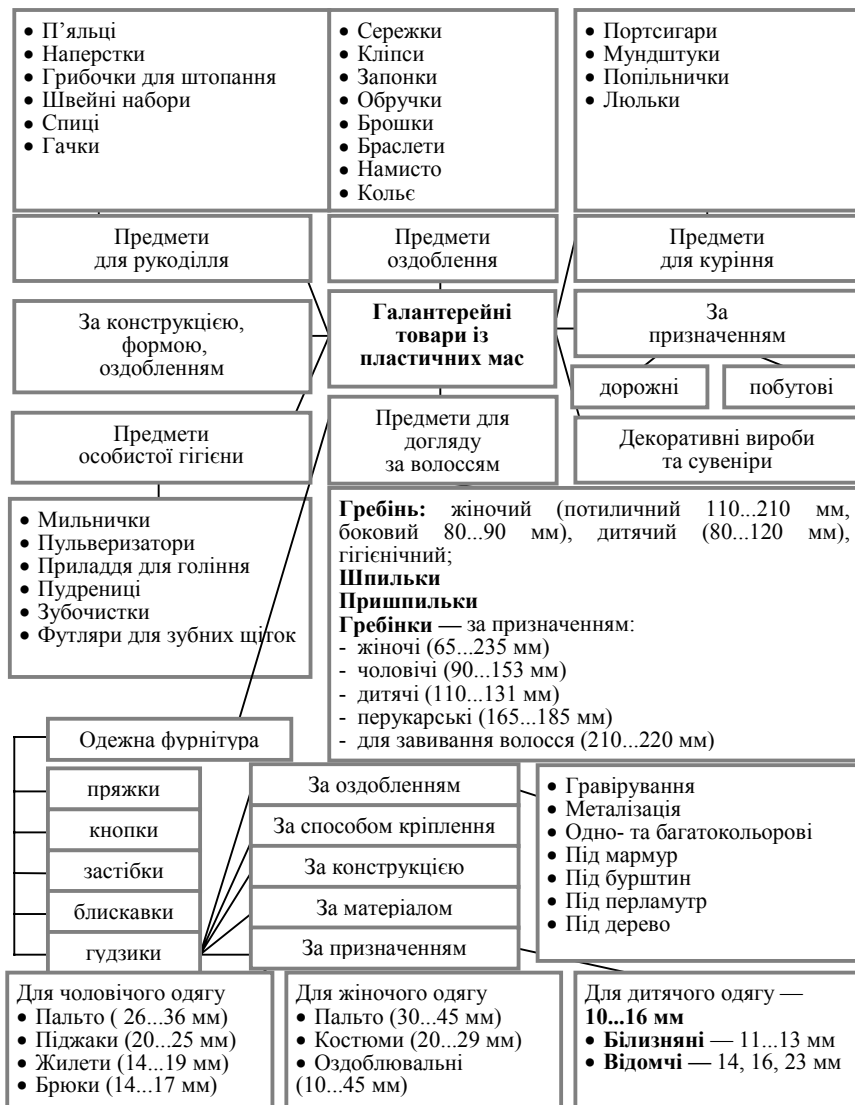 • П’яльці
• Наперстки
• Грибочки для штопання
• Швейні набори
• Спиці
• Гачки
• Сережки
• Кліпси
• Запонки
• Обручки
• Брошки
• Браслети
• Намисто
• Кольє
• Портсигари
• Мундштуки
• Попільнички
• Люльки
Предмети
для рукоділля
Предмети
оздоблення
Предмети
для куріння
За конструкцією,
формою,
оздобленням
Галантерейні
товари із
пластичних мас
За
призначенням
дорожні
побутові
Предмети
особистої гігієни
Предмети для
догляду
за волоссям
Декоративні вироби
та сувеніри
• Мильнички
• Пульверизатори
• Приладдя для гоління
• Пудрениці
• Зубочистки
• Футляри для зубних щіток
Гребінь: жіночий (потиличний 110...210 мм,
боковий 80...90 мм), дитячий (80...120 мм),
гігієнічний;
Шпильки
Пришпильки
Гребінки — за призначенням:
- жіночі (65...235 мм)
- чоловічі (90...153 мм)
- дитячі (110...131 мм)
- перукарські (165...185 мм)
- для завивання волосся (210...220 мм)
Одежна фурнітура
пряжки
кнопки
застібки
блискавки
гудзики
За оздобленням
За способом кріплення
За конструкцією
За матеріалом
За призначенням
• Гравірування
• Металізація
• Одно- та багатокольорові
• Під мармур
• Під бурштин
• Під перламутр
• Під дерево
Для чоловічого одягу
• Пальто ( 26...36 мм)
• Піджаки (20...25 мм)
• Жилети (14...19 мм)
• Брюки (14...17 мм)
Для жіночого одягу
• Пальто (30...45 мм)
• Костюми (20...29 мм)
• Оздоблювальні
(10...45 мм)
Для дитячого одягу —
10...16 мм
• Білизняні — 11...13 мм
• Відомчі — 14, 16, 23 мм